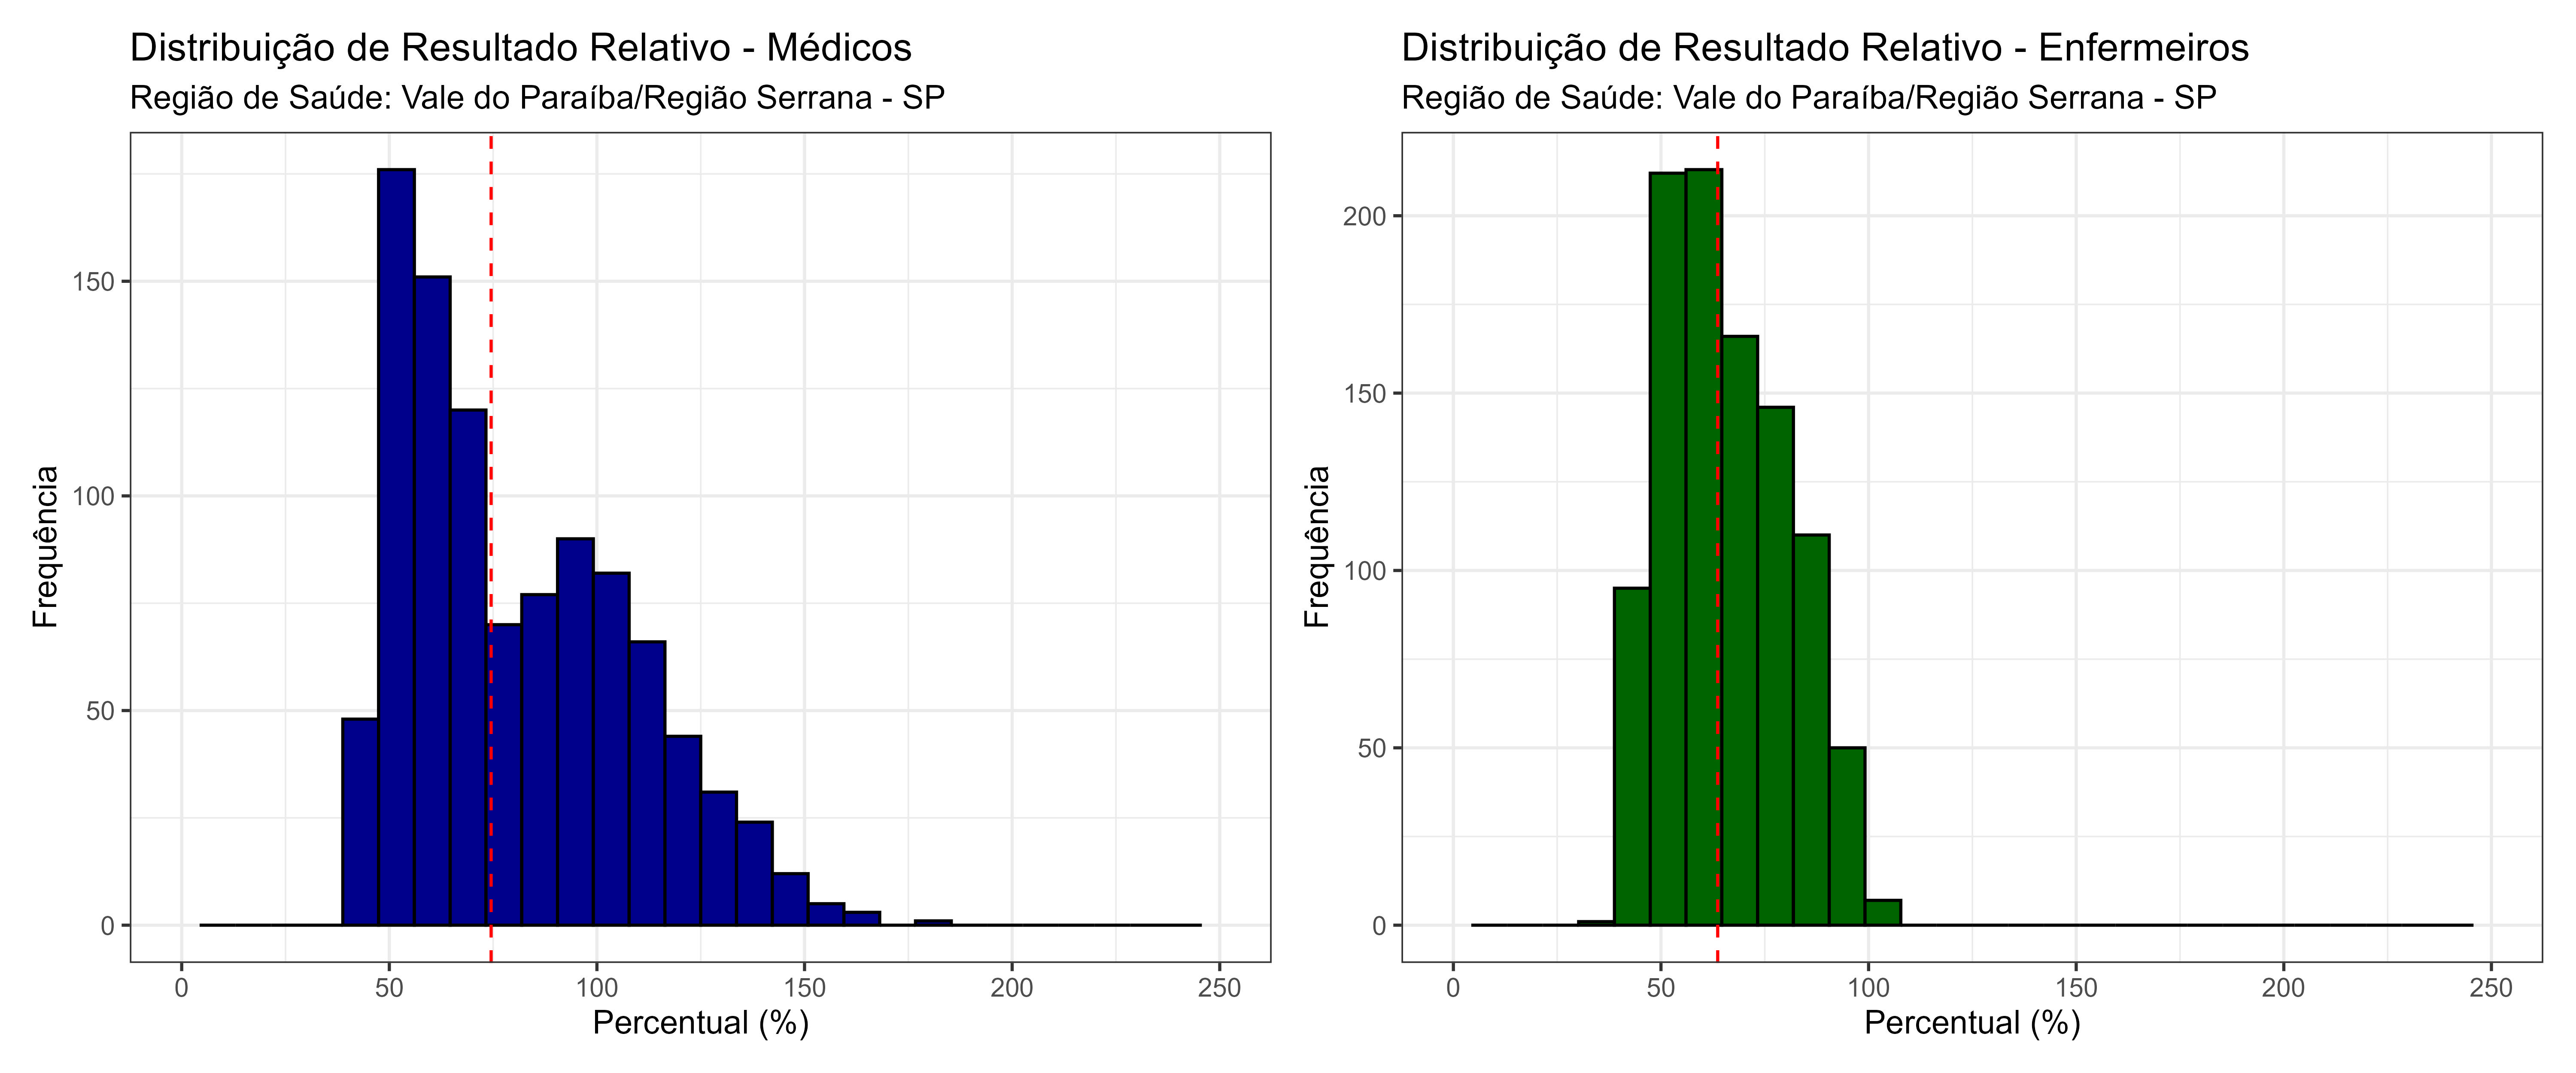 Distribuição de Resultado Relativo - Médicos
Região de Saúde: Vale do Paraíba/Região Serrana - SP
Frequência
150
100
50
0
0 50 100 150 200 250
Percentual (%)
Distribuição de Resultado Relativo - Enfermeiros
Região de Saúde: Vale do Paraíba/Região Serrana - SP
Frequência
200
150
100
50
0
0 50 100 150 200 250
Percentual (%)